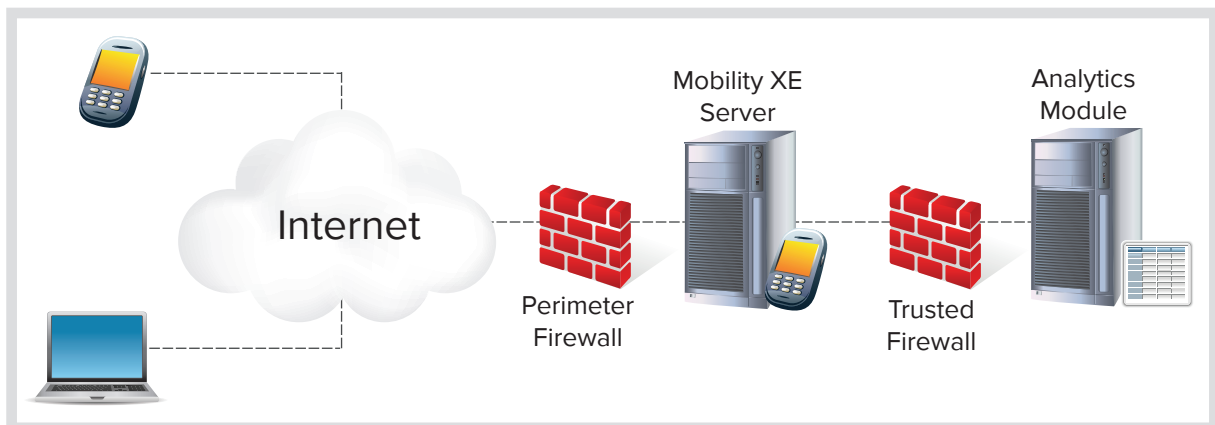 Mobility XE
Server
Analytics
Module
Internet
Perimeter
Firewall
Trusted
Firewall